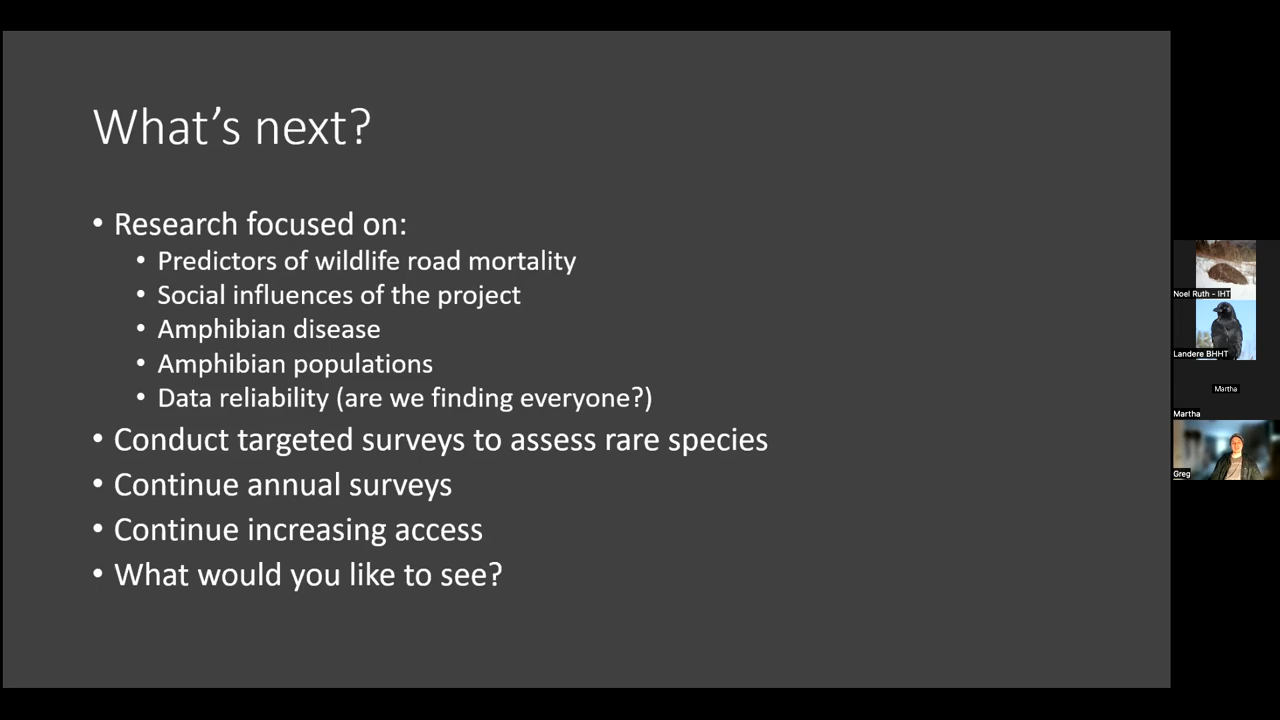 What's next?
• Research focused on:
• Predictors of wildlife road mortality
• Social influences of the project
• Amphibian disease
• Amphibian populations
• Data reliability (are we finding everyone?)
• Conduct targeted surveys to assess rare species
• Continue annual surveys
• Continue increasing access
• What would you like to see?
Noel Ruth - IHT
Landere BHHT
Martha
Martha
Greg